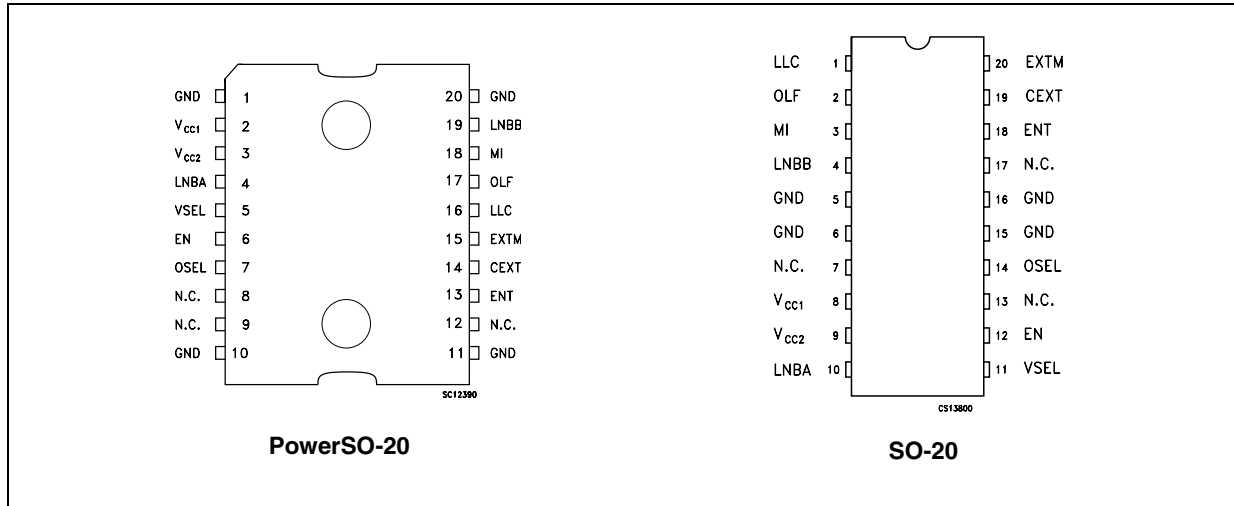 GND 1 20 GND
VCC1 2 19 LNBB
VCC2 3 18 MI
LNBA 4 17 OLF
VSEL 5 16 LLC
EN 6 15 EXTM
OSEL 7 14 CEXT
N.C. 8 13 ENT
N.C. 9 12 N.C.
GND 10 11 GND
SC12390
PowerSO-20
LLC 1 20 EXTM
OLF 2 19 CEXT
MI 3 18 ENT
LNBB 4 17 N.C.
GND 5 16 GND
GND 6 15 GND
N.C. 7 14 OSEL
VCC1 8 13 N.C.
VCC2 9 12 EN
LNBA 10 11 VSEL
CS13800
SO-20